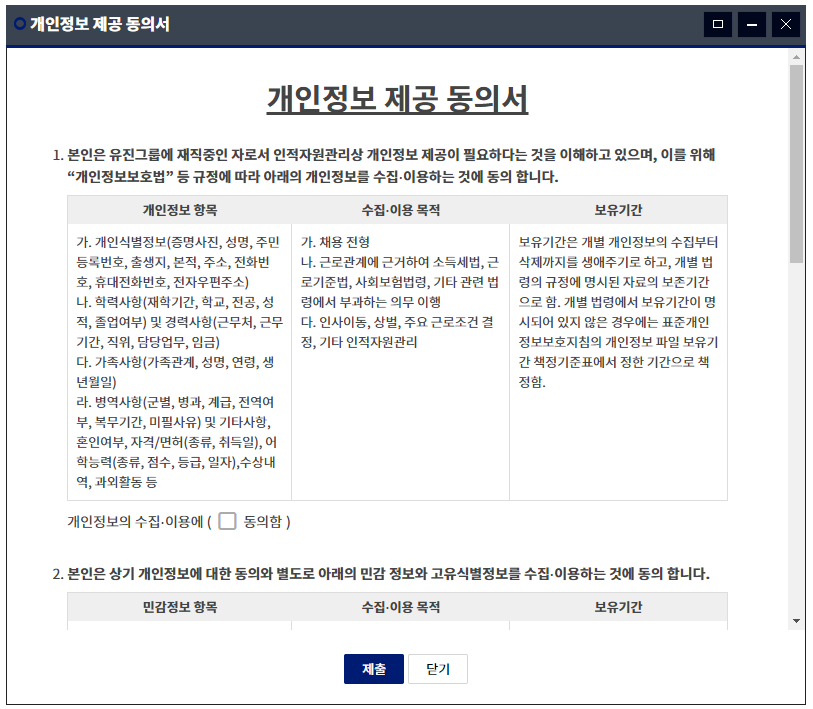 개인정보 제공 동의서
개인정보 제공 동의서
1. 본인은 유진그룹에 재직중인 자로서 인적자원관리상 개인정보 제공이 필요하다는 것을 이해하고 있으며, 이를 위해
“개인정보보호법” 등 규정에 따라 아래의 개인정보를 수집·이용하는 것에 동의 합니다.
개인정보 항목
수집·이용 목적
보유기간
가. 개인식별정보(증명사진, 성명, 주민
등록번호, 출생지, 본적, 주소, 전화번
호, 휴대전화번호, 전자우편주소)
나. 학력사항(재학기간, 학교, 전공, 성
적, 졸업여부) 및 경력사항(근무처, 근무
기간, 직위, 담당업무, 임금)
다. 가족사항(가족관계, 성명, 연령, 생
년월일)
라. 병역사항(군별, 병과, 계급, 전역여
부, 복무기간, 미필사유) 및 기타사항,
혼인여부, 자격/면허(종류, 취득일), 어
학능력(종류, 점수, 등급, 일자),수상내
역, 과외활동 등
가. 채용 전형
나. 근로관계에 근거하여 소득세법, 근
로기준법, 사회보험법령, 기타 관련 법
령에서 부과하는 의무 이행
다. 인사이동, 상벌, 주요 근로조건 결
정, 기타 인적자원관리
보유기간은 개별 개인정보의 수집부터
삭제까지를 생애주기로 하고, 개별 법
령의 규정에 명시된 자료의 보존기간
으로 함. 개별 법령에서 보유기간이 명
시되어 있지 않은 경우에는 표준개인
정보보호지침의 개인정보 파일 보유기
간 책정기준표에서 정한 기간으로 책
정함.
개인정보의 수집·이용에 ( 동의함 )
2. 본인은 상기 개인정보에 대한 동의와 별도로 아래의 민감 정보와 고유식별정보를 수집·이용하는 것에 동의 합니다.
민감정보 항목
수집·이용 목적
보유기간
제출
닫기